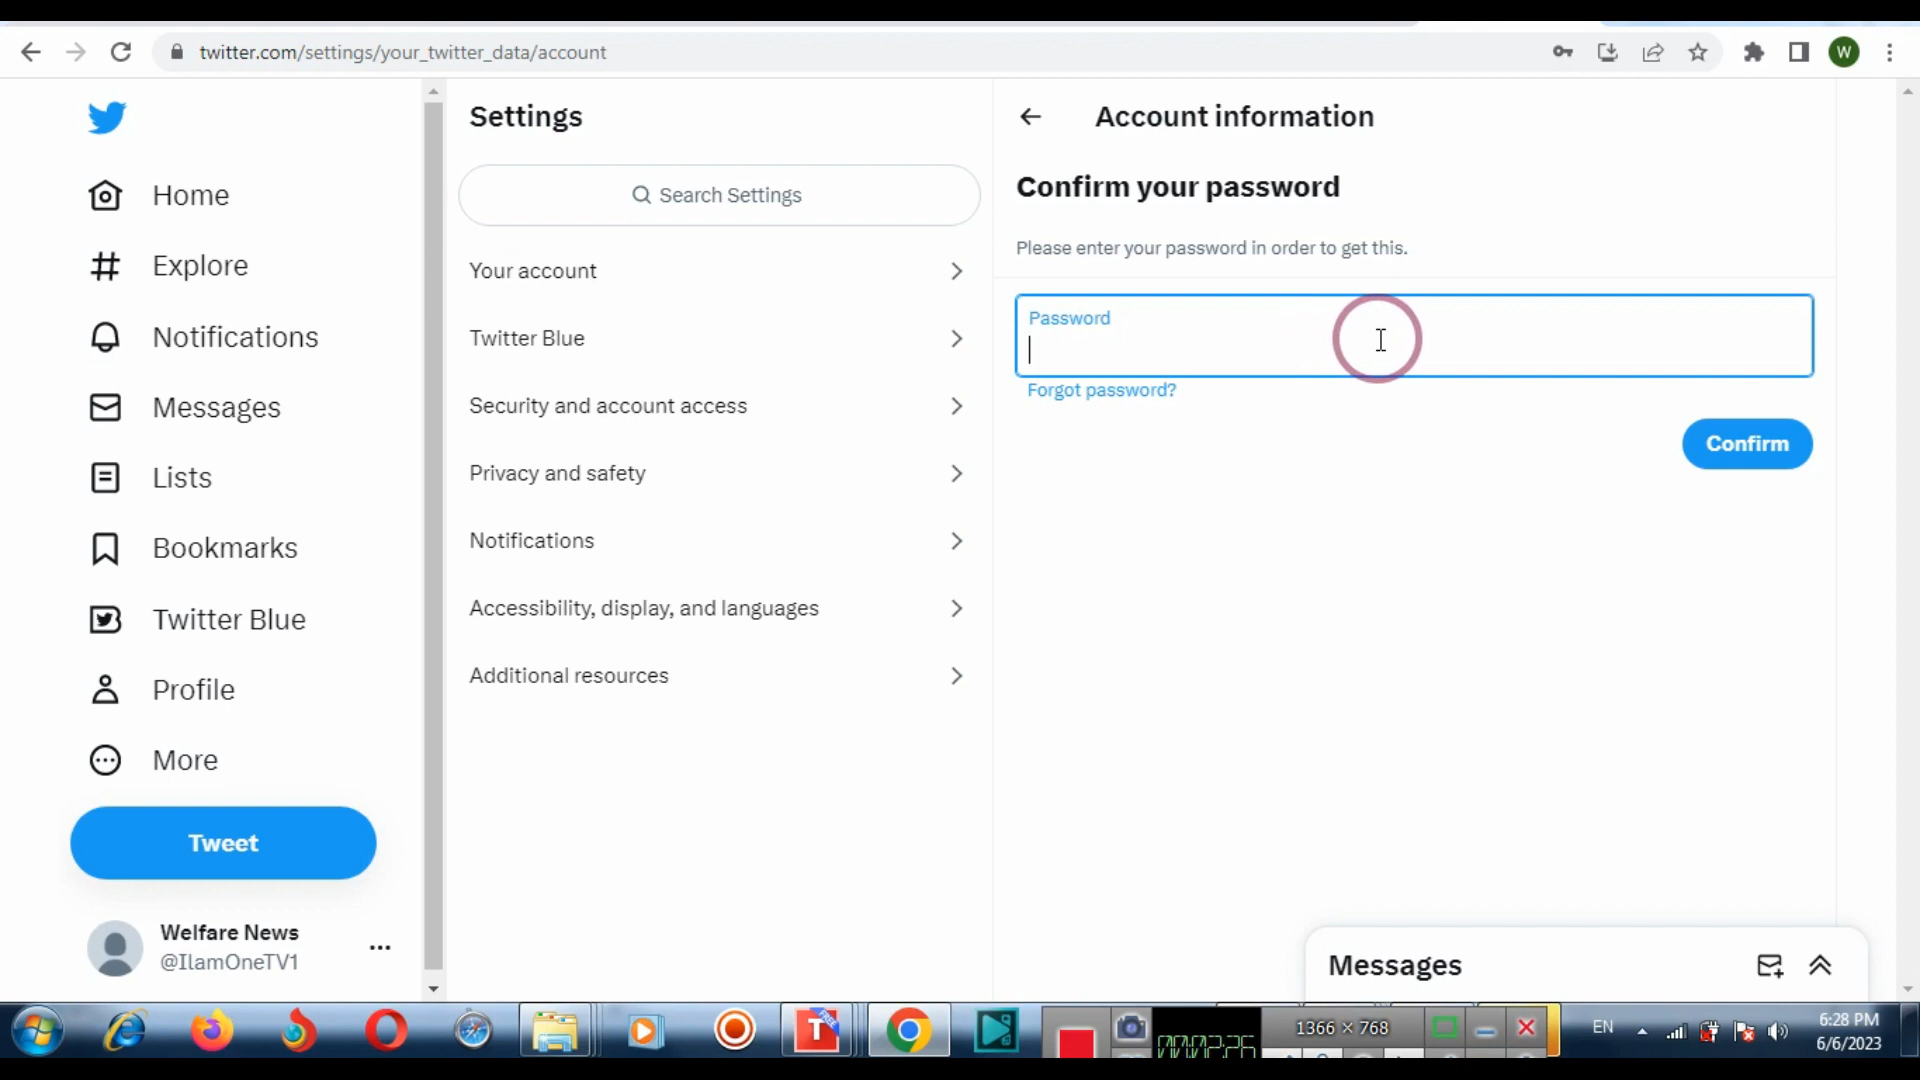 twitter.com/settings/your_twitter_data/account
W
Home
Explore
Notifications
Messages
Lists
Bookmarks
Twitter Blue
Profile
More
Tweet
Welfare News
@IlamOneTV1
Settings
Search Settings
Your account
Twitter Blue
Security and account access
Privacy and safety
Notifications
Accessibility, display, and languages
Additional resources
Account information
Confirm your password
Please enter your password in order to get this.
Password
Forgot password?
Confirm
Messages
T
FREE
1366 × 768
EN
6:28 PM
6/6/2023